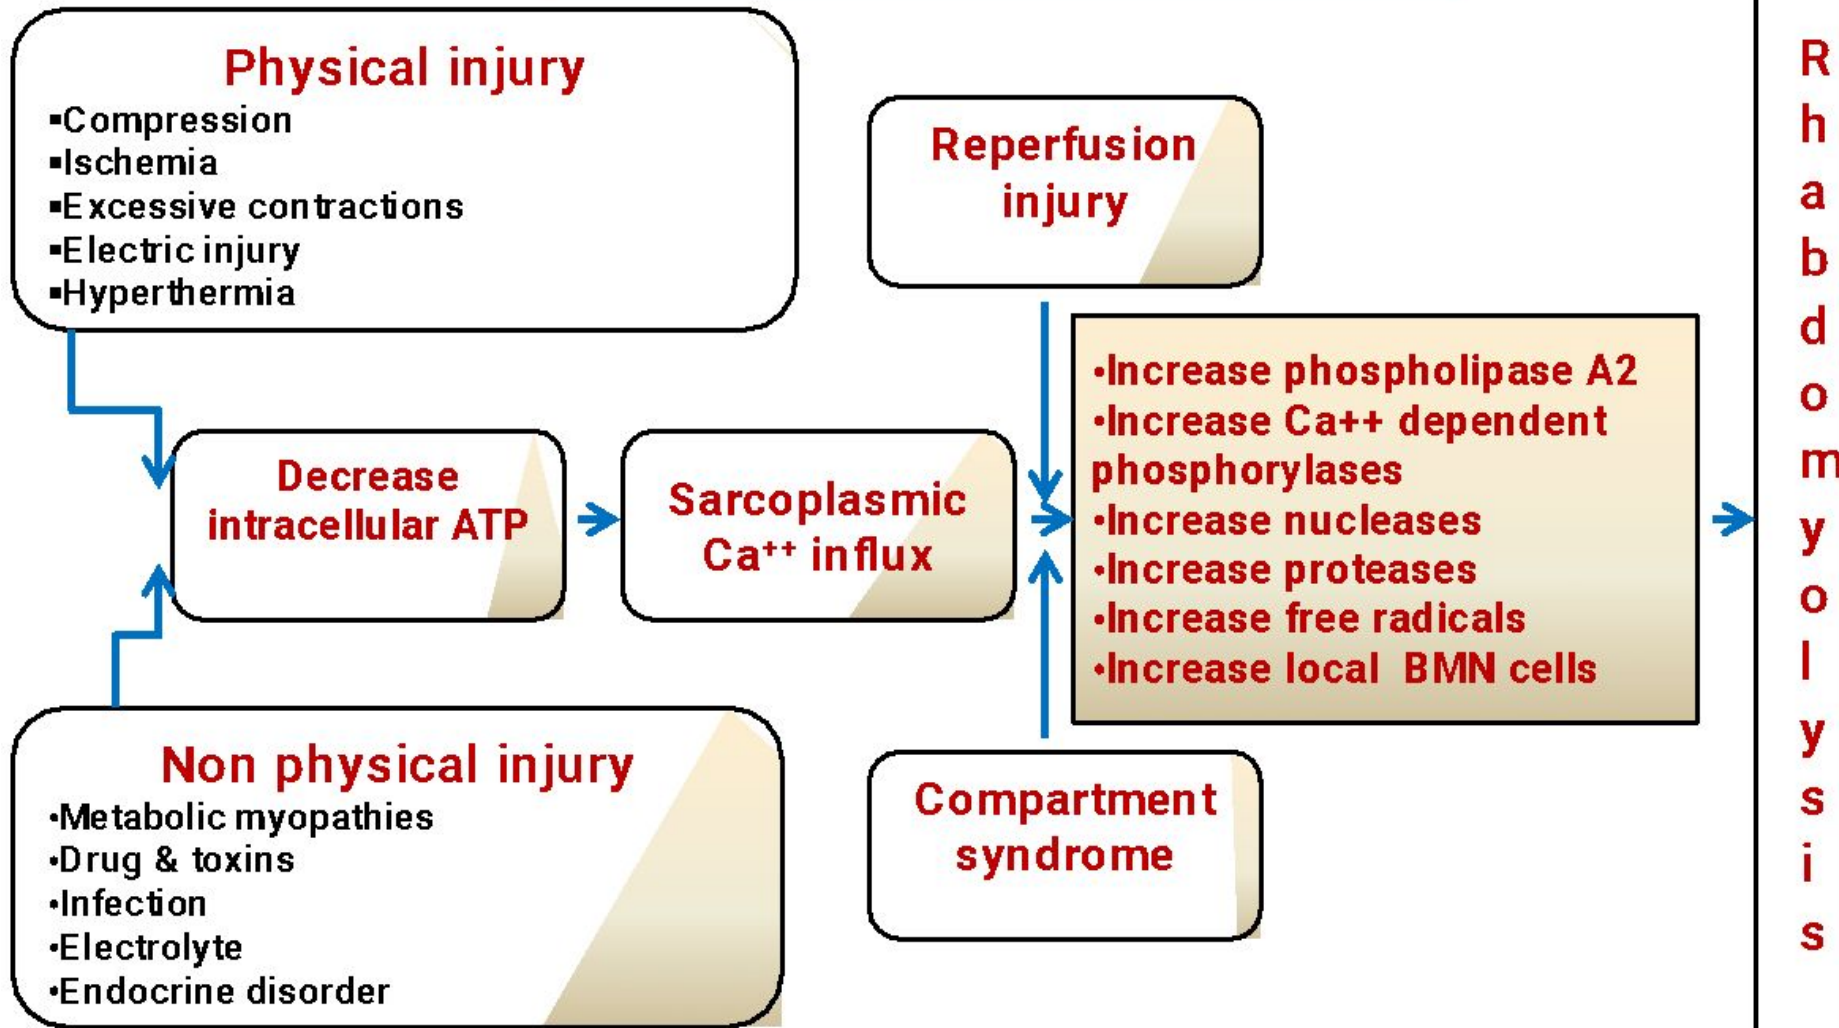 Physical injury
▪Compression
▪Ischemia
▪Excessive contractions
▪Electric injury
▪Hyperthermia
Reperfusion
injury
Decrease
intracellular ATP
Sarcoplasmic
Ca⁺⁺ influx
•Increase phospholipase A2
•Increase Ca++ dependent
phosphorylases
•Increase nucleases
•Increase proteases
•Increase free radicals
•Increase local BMN cells
Non physical injury
•Metabolic myopathies
•Drug & toxins
•Infection
•Electrolyte
•Endocrine disorder
Compartment
syndrome
R
h
a
b
d
o
m
y
o
l
y
s
i
s